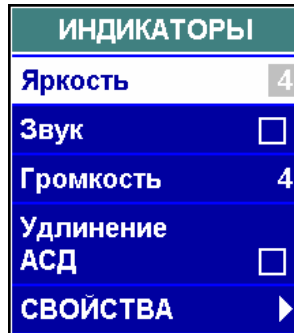 ИНДИКАТОРЫ
Яркость 4
Звук
Громкость 4
Удлинение
АСД
СВОЙСТВА